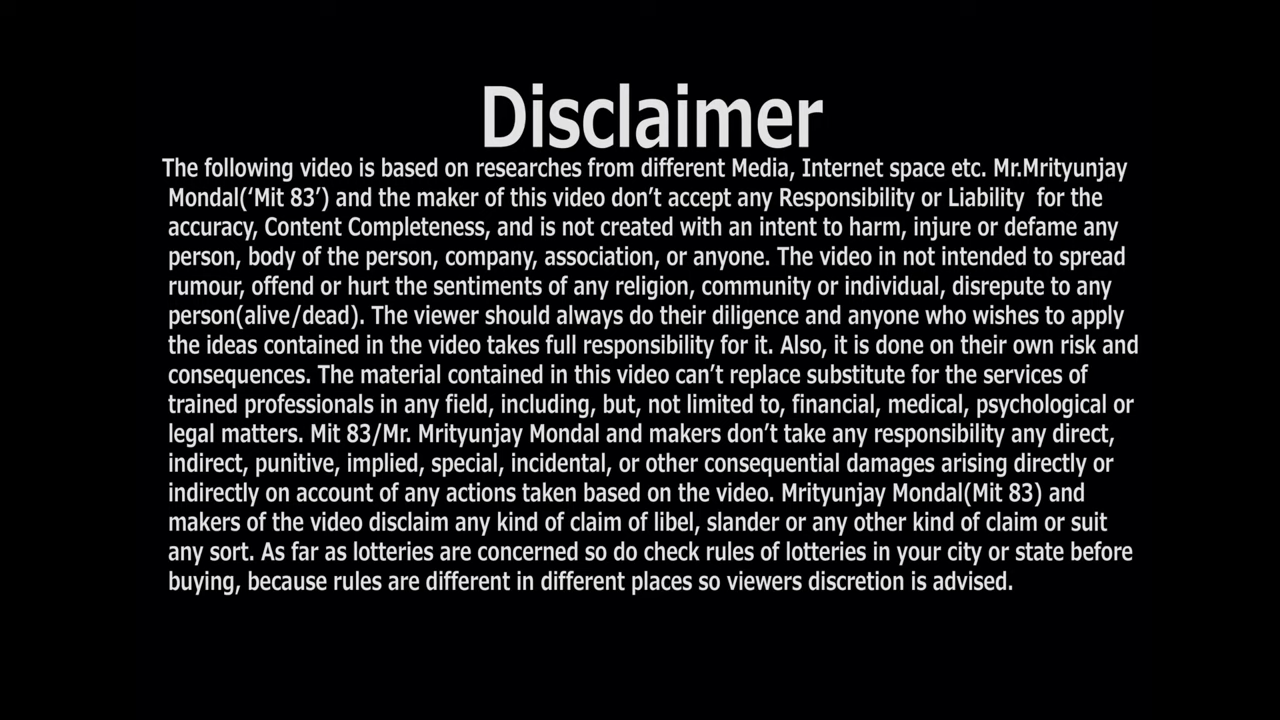 Disclaimer
The following video is based on researches from different Media, Internet space etc. Mr.Mrityunjay
Mondal(‘Mit 83’) and the maker of this video don’t accept any Responsibility or Liability  for the
accuracy, Content Completeness, and is not created with an intent to harm, injure or defame any
person, body of the person, company, association, or anyone. The video in not intended to spread
rumour, offend or hurt the sentiments of any religion, community or individual, disrepute to any
person(alive/dead). The viewer should always do their diligence and anyone who wishes to apply
the ideas contained in the video takes full responsibility for it. Also, it is done on their own risk and
consequences. The material contained in this video can’t replace substitute for the services of
trained professionals in any field, including, but, not limited to, financial, medical, psychological or
legal matters. Mit 83/Mr. Mrityunjay Mondal and makers don’t take any responsibility any direct,
indirect, punitive, implied, special, incidental, or other consequential damages arising directly or
indirectly on account of any actions taken based on the video. Mrityunjay Mondal(Mit 83) and
makers of the video disclaim any kind of claim of libel, slander or any other kind of claim or suit
any sort. As far as lotteries are concerned so do check rules of lotteries in your city or state before
buying, because rules are different in different places so viewers discretion is advised.